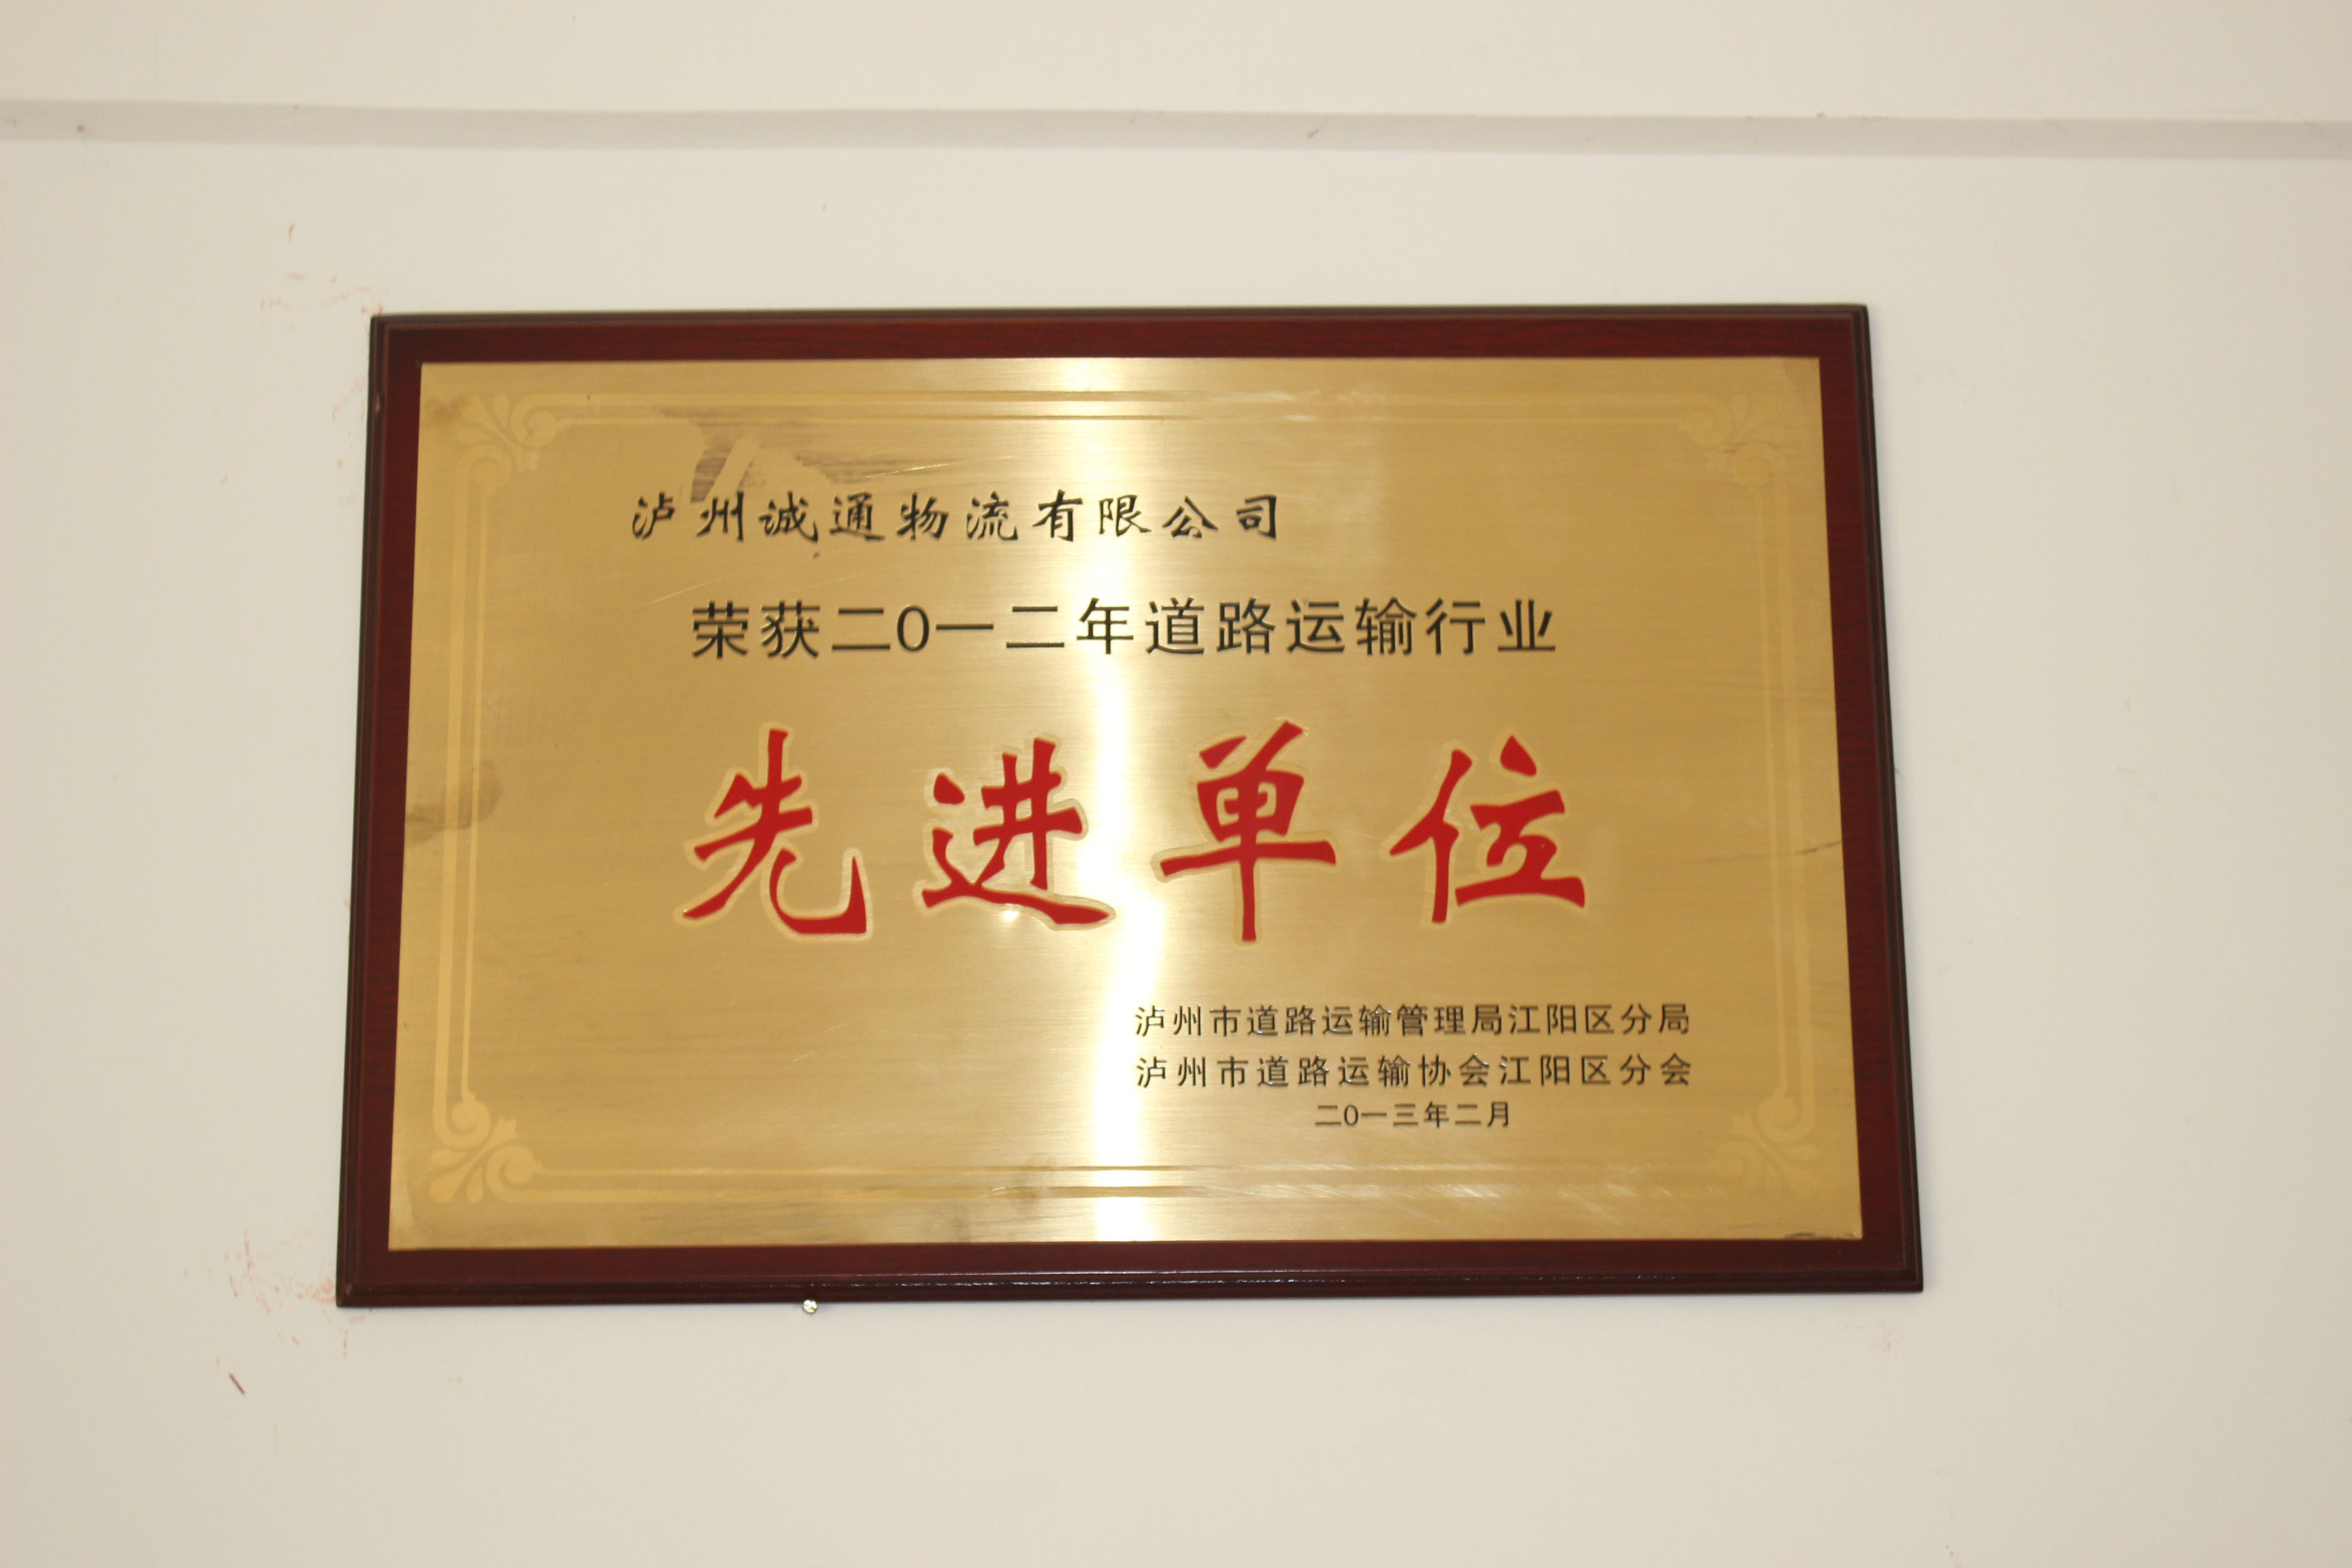 泸州诚通物流有限公司
荣获二0一二年道路运输行业
先进单位
泸州市道路运输管理局江阳区分局
泸州市道路运输协会江阳区分会
二0一三年二月